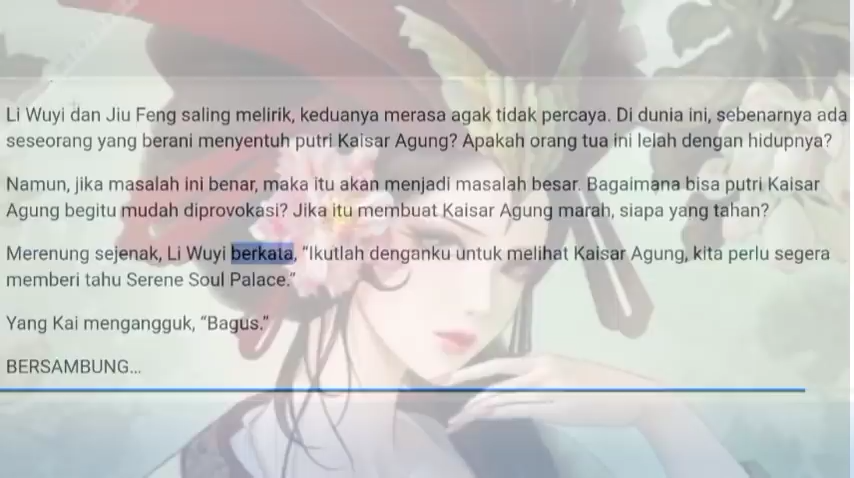 Li Wuyi dan Jiu Feng saling melirik, keduanya merasa agak tidak percaya. Di dunia ini, sebenarnya ada
seseorang yang berani menyentuh putri Kaisar Agung? Apakah orang tua ini lelah dengan hidupnya?
Namun, jika masalah ini benar, maka itu akan menjadi masalah besar. Bagaimana bisa putri Kaisar
Agung begitu mudah diprovokasi? Jika itu membuat Kaisar Agung marah, siapa yang tahan?
Merenung sejenak, Li Wuyi berkata, “Ikutlah denganku untuk melihat Kaisar Agung, kita perlu segera
memberi tahu Serene Soul Palace.”
Yang Kai mengangguk, “Bagus.”
BERSAMBUNG...